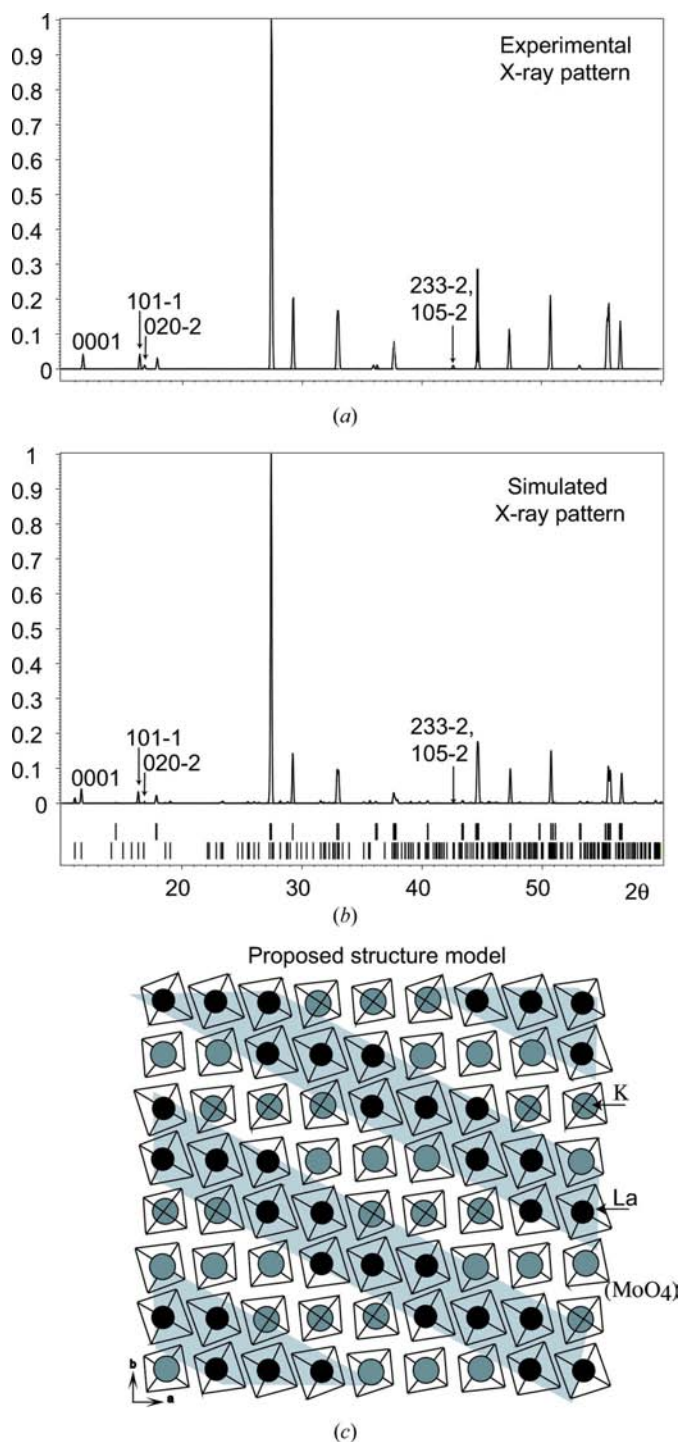 1
0.9
Experimental
X-ray pattern
0.8
0.7
0.6
0.5
0.4
0.3
233-2,
105-2
101-1
0.2
020-2
0001
0.1
0
(a)
1
0.9
Simulated
X-ray pattern
0.8
0.7
0.6
0.5
0.4
0.3
233-2,
105-2
101-1
0.2
020-2
0001
0.1
0
20 30 40 50 2θ
(b)
Proposed structure model
K
La
(MoO4)
b
a
(c)